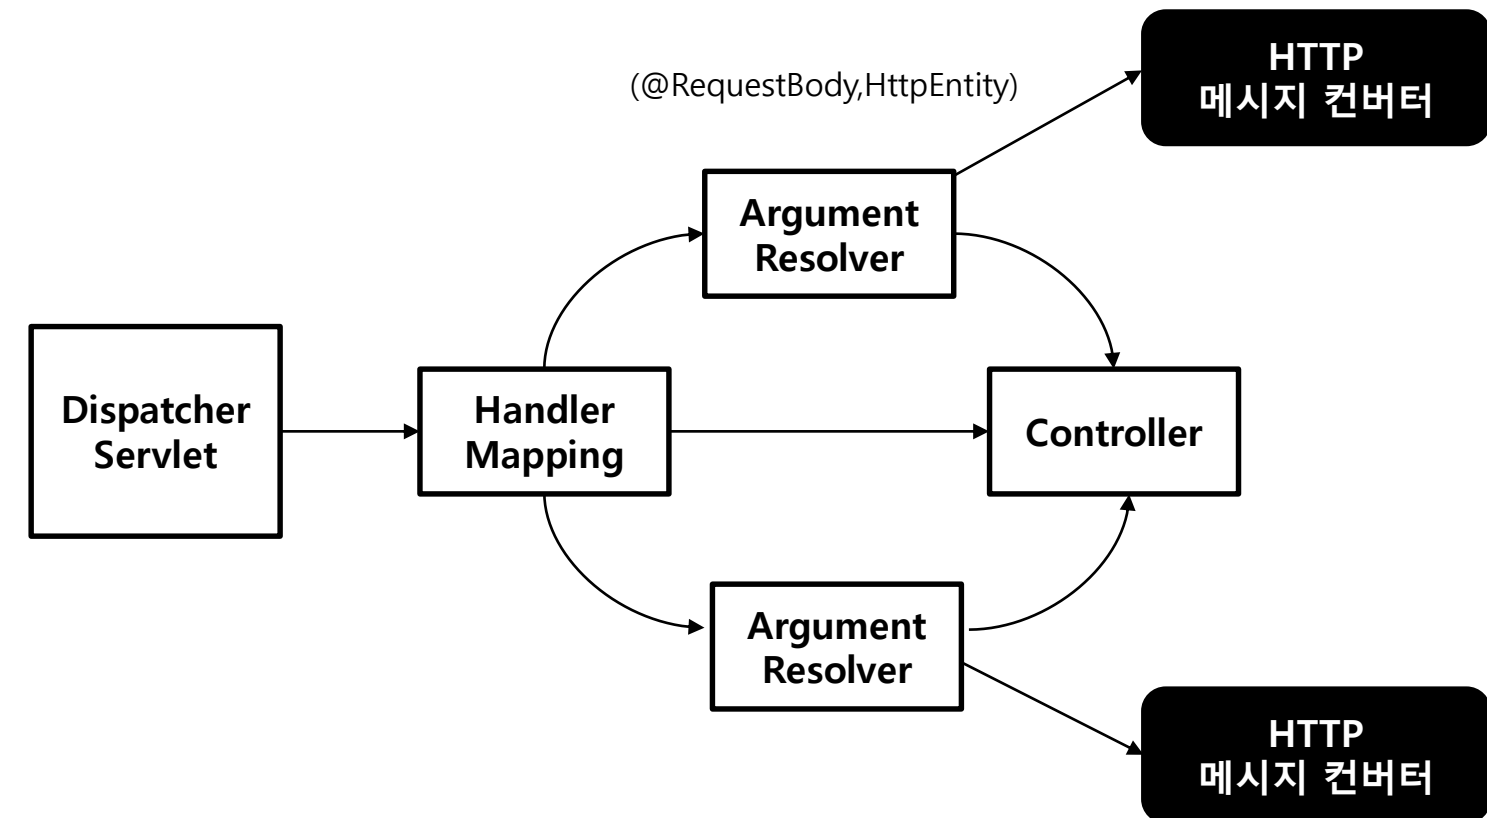 HTTP
메시지 컨버터
(@RequestBody,HttpEntity)
Argument
Resolver
Dispatcher
Servlet
Handler
Mapping
Controller
Argument
Resolver
HTTP
메시지 컨버터